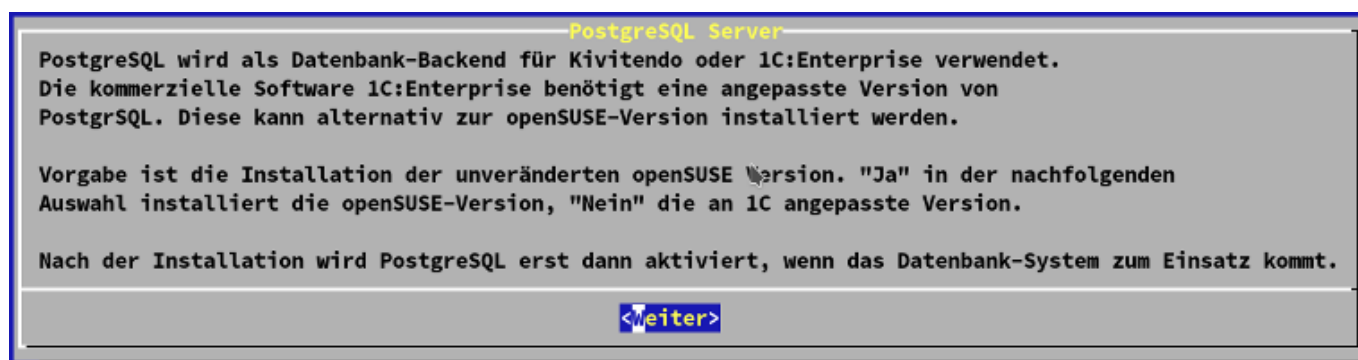 PostgreSQL Server
PostgreSQL wird als Datenbank-Backend für Kivitendo oder 1C:Enterprise verwendet.
Die kommerzielle Software 1C:Enterprise benötigt eine angepasste Version von
PostgrSQL. Diese kann alternativ zur openSUSE-Version installiert werden.
Vorgabe ist die Installation der unveränderten openSUSE Version. "Ja" in der nachfolgenden
Auswahl installiert die openSUSE-Version, "Nein" die an 1C angepasste Version.
Nach der Installation wird PostgreSQL erst dann aktiviert, wenn das Datenbank-System zum Einsatz kommt.
<Weiter>